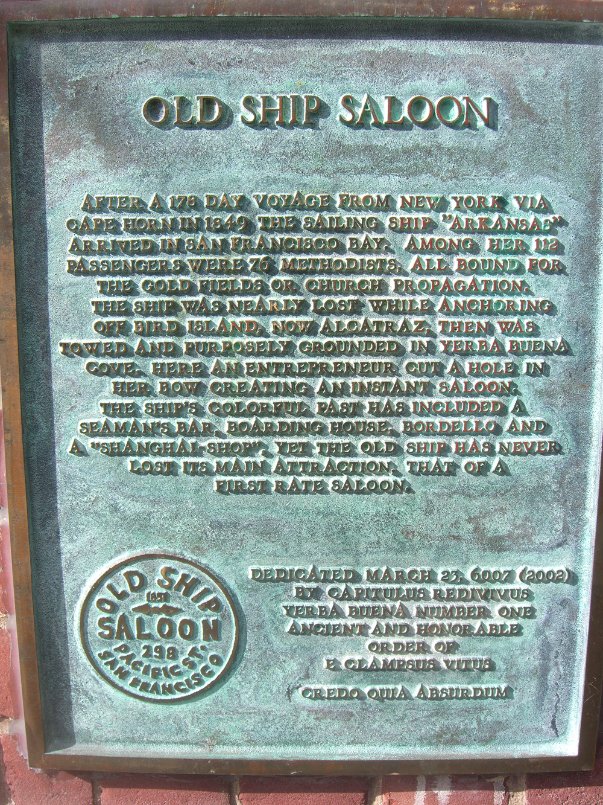 OLD SHIP SALOON
AFTER A 178 DAY VOYAGE FROM NEW YORK VIA
CAPE HORN IN 1849 THE SAILING SHIP "ARKANSAS"
ARRIVED IN SAN FRANCISCO BAY. AMONG HER 112
PASSENGERS WERE 76 METHODISTS, ALL BOUND FOR
THE GOLD FIELDS OR CHURCH PROPAGATION.
THE SHIP WAS NEARLY LOST WHILE ANCHORING
OFF BIRD ISLAND, NOW ALCATRAZ, THEN WAS
TOWED AND PURPOSELY GROUNDED IN YERBA BUENA
COVE. HERE AN ENTREPRENEUR CUT A HOLE IN
HER BOW CREATING AN INSTANT SALOON.
THE SHIP'S COLORFUL PAST HAS INCLUDED A
SEAMAN'S BAR, BOARDING HOUSE, BORDELLO AND
A "SHANGHAI SHOP", YET THE OLD SHIP HAS NEVER
LOST ITS MAIN ATTRACTION, THAT OF A
FIRST RATE SALOON.
OLD SHIP
1851
SALOON
298
PACIFIC ST.
SAN FRANCISCO
DEDICATED MARCH 23, 6007 (2002)
BY CAPITULUS REDIVIVUS
YERBA BUENA NUMBER ONE
ANCIENT AND HONORABLE
ORDER OF
E CLAMPSUS VITUS
CREDO QUIA ABSURDUM